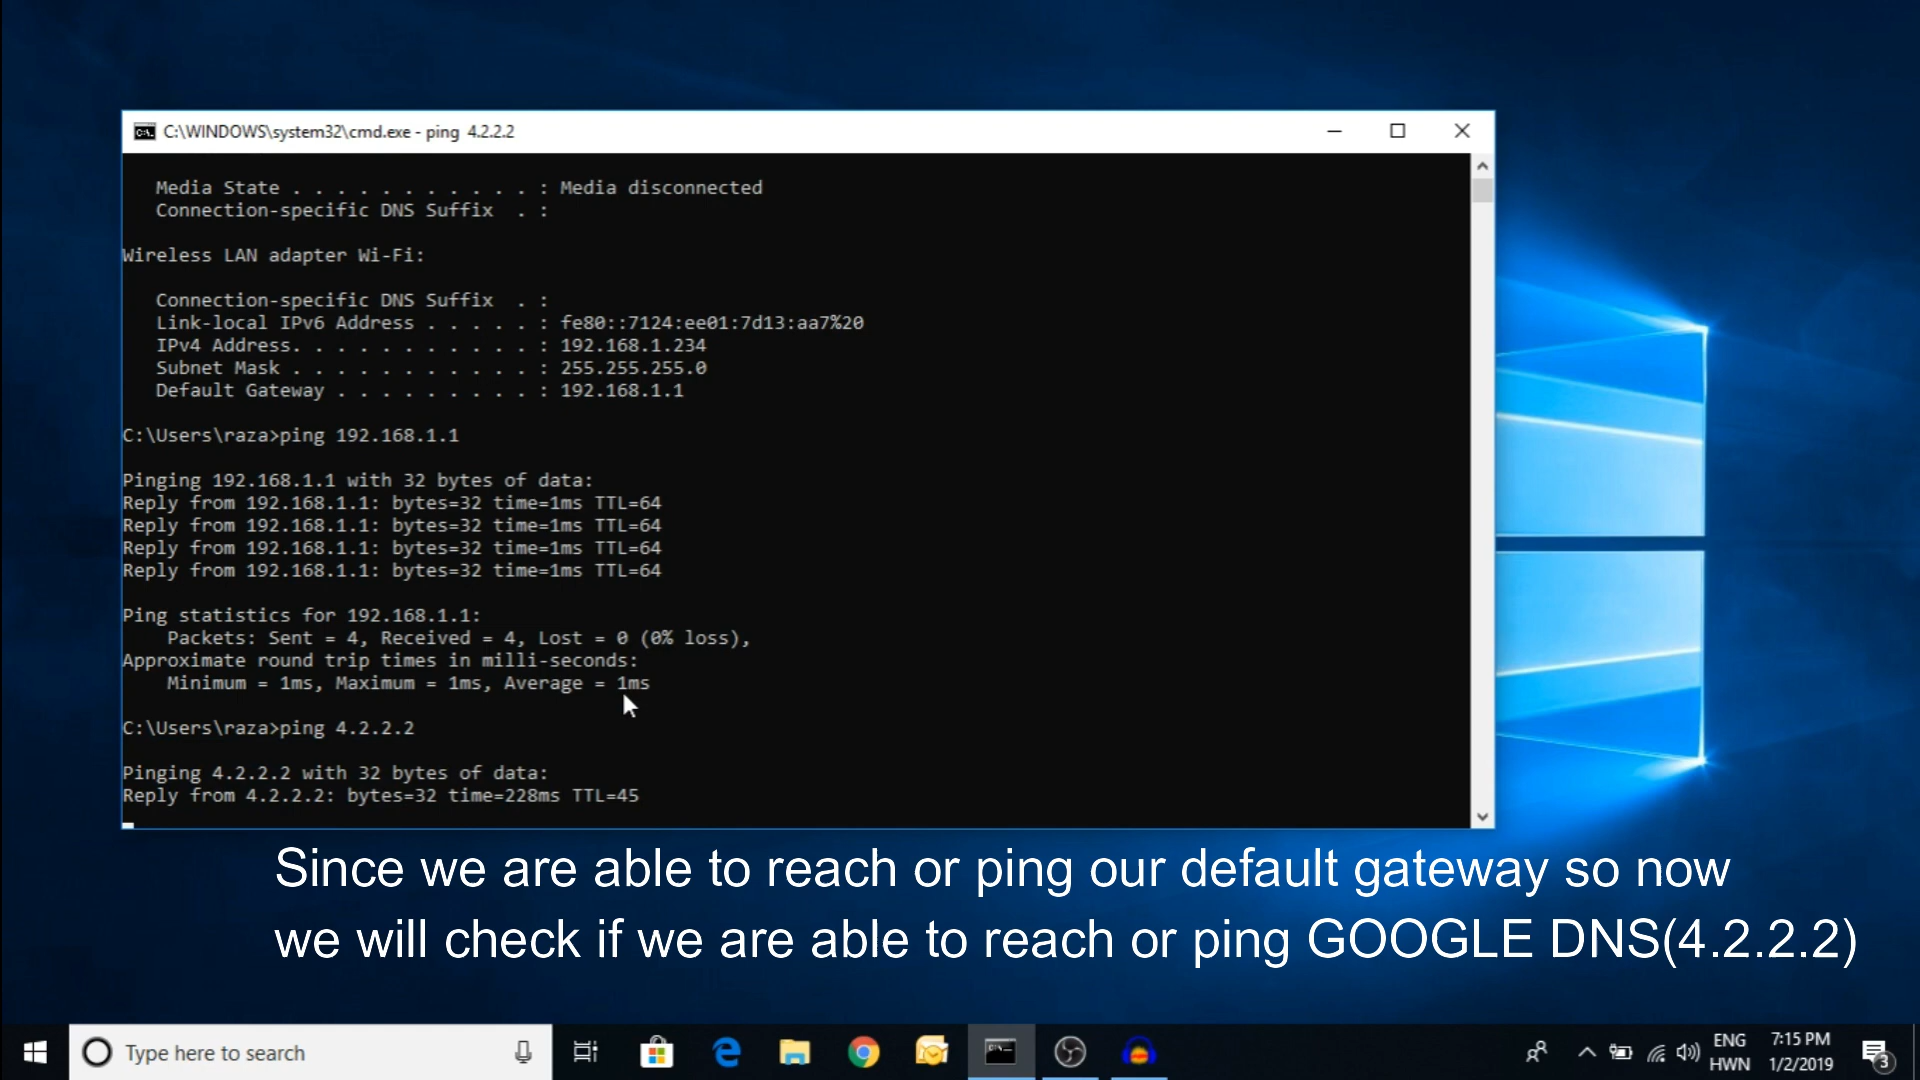 C:\WINDOWS\system32\cmd.exe - ping 4.2.2.2
Media State . . . . . . . . . . . : Media disconnected
Connection-specific DNS Suffix . :
Wireless LAN adapter Wi-Fi:
Connection-specific DNS Suffix . :
Link-local IPv6 Address . . . . . : fe80::7124:ee01:7d13:aa7%20
IPv4 Address. . . . . . . . . . . : 192.168.1.234
Subnet Mask . . . . . . . . . . . : 255.255.255.0
Default Gateway . . . . . . . . . : 192.168.1.1
C:\Users\raza>ping 192.168.1.1
Pinging 192.168.1.1 with 32 bytes of data:
Reply from 192.168.1.1: bytes=32 time=1ms TTL=64
Reply from 192.168.1.1: bytes=32 time=1ms TTL=64
Reply from 192.168.1.1: bytes=32 time=1ms TTL=64
Reply from 192.168.1.1: bytes=32 time=1ms TTL=64
Ping statistics for 192.168.1.1:
Packets: Sent = 4, Received = 4, Lost = 0 (0% loss),
Approximate round trip times in milli-seconds:
Minimum = 1ms, Maximum = 1ms, Average = 1ms
C:\Users\raza>ping 4.2.2.2
Pinging 4.2.2.2 with 32 bytes of data:
Reply from 4.2.2.2: bytes=32 time=228ms TTL=45
Since we are able to reach or ping our default gateway so now
we will check if we are able to reach or ping GOOGLE DNS(4.2.2.2)
Type here to search
ENG 7:15 PM
HWN 1/2/2019 3